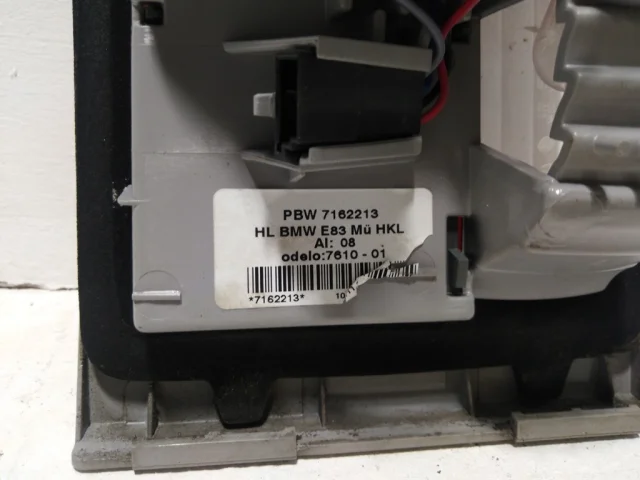 PBW 7162213
HL BMW E83 Mü HKL
AI: 08
odelo:7610 - 01
*7162213*